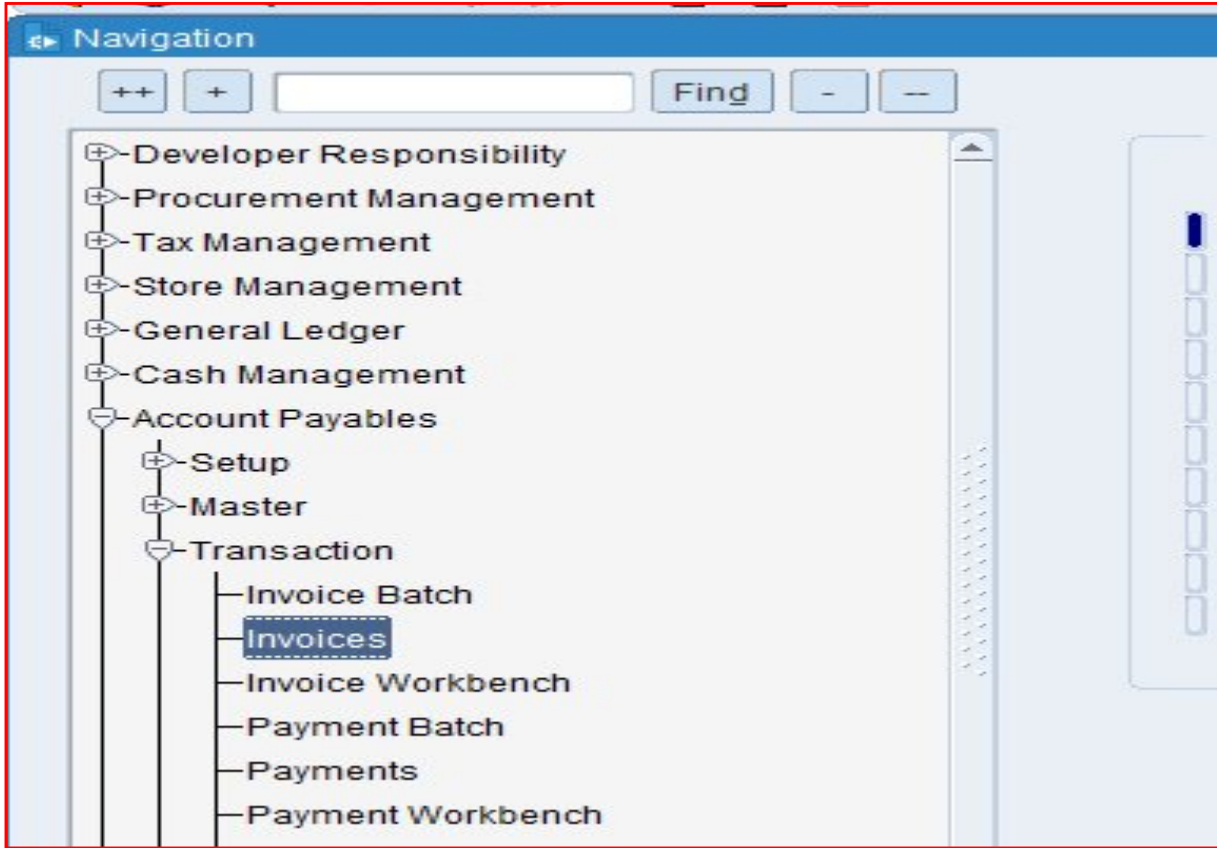 Navigation
++ + Find - --
Developer Responsibility
Procurement Management
Tax Management
Store Management
General Ledger
Cash Management
Account Payables
Setup
Master
Transaction
Invoice Batch
Invoices
Invoice Workbench
Payment Batch
Payments
Payment Workbench